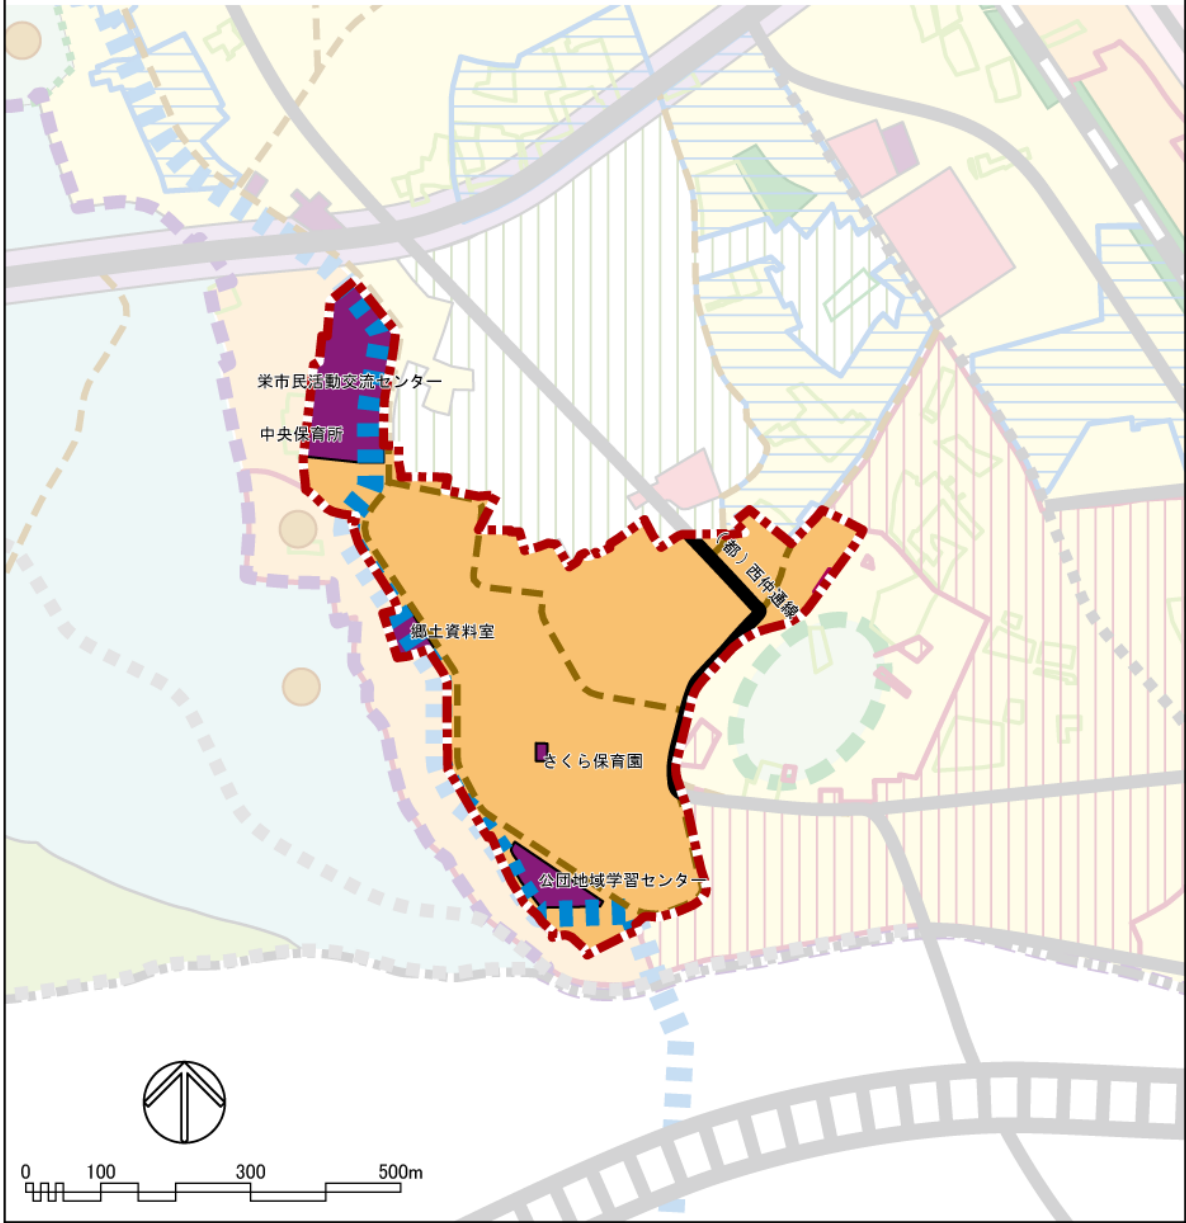 栄市民活動交流センター
中央保育所
(都)西仲通線
郷土資料室
さくら保育園
公団地域学習センター
0 100 300 500m